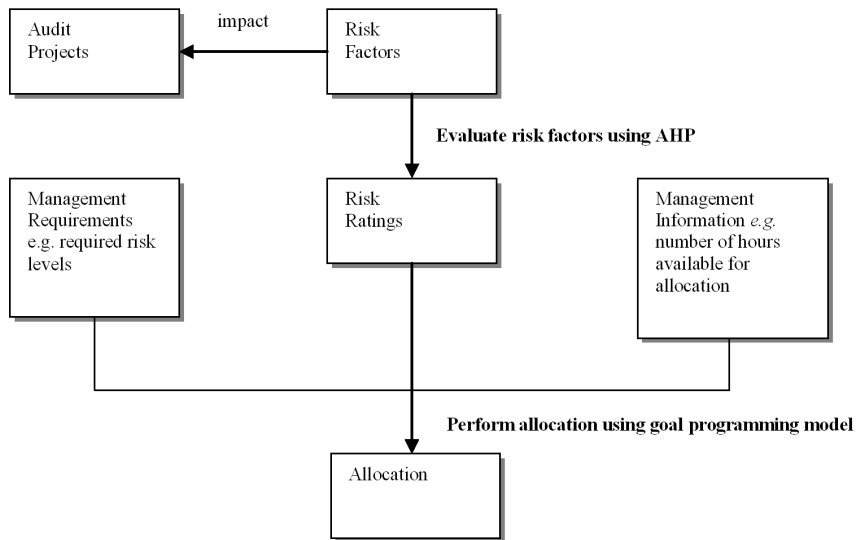 Audit
Projects
impact
Risk
Factors
Evaluate risk factors using AHP
Management
Requirements
e.g. required risk
levels
Risk
Ratings
Management
Information e.g.
number of hours
available for
allocation
Perform allocation using goal programming model
Allocation